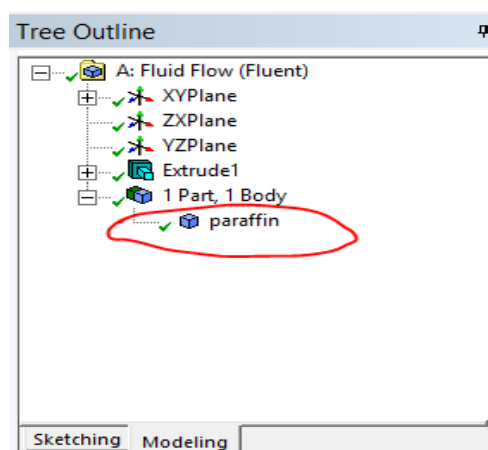 Tree Outline
A: Fluid Flow (Fluent)
XYPlane
ZXPlane
YZPlane
Extrude1
1 Part, 1 Body
paraffin
Sketching Modeling